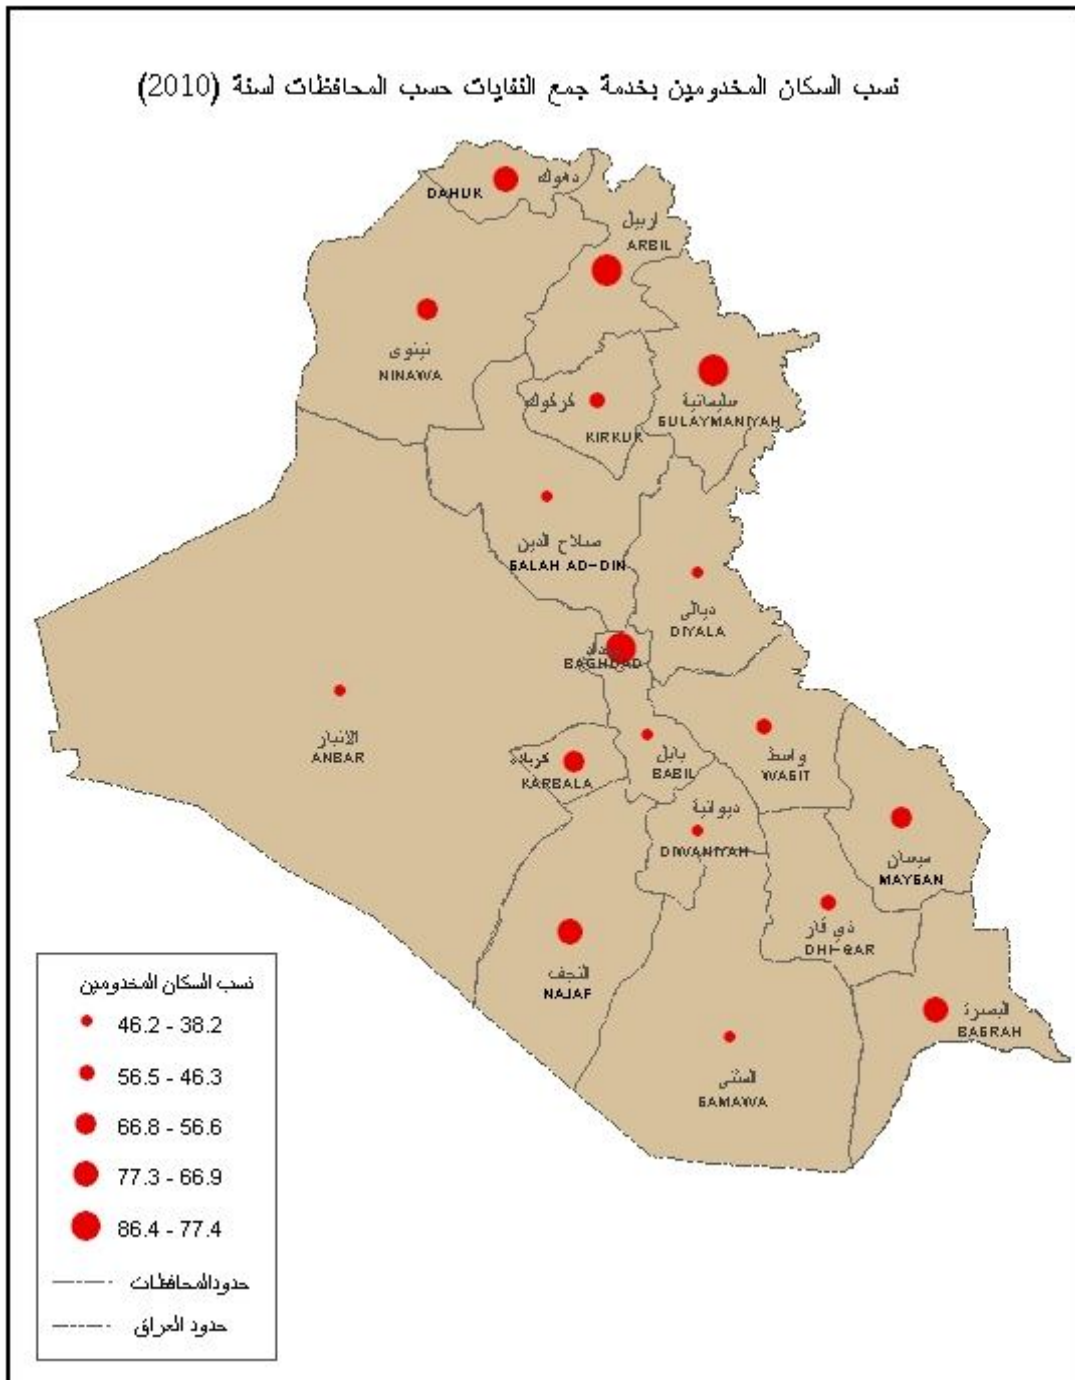 نسب السكان المخدومين بخدمة جمع النفايات حسب المحافظات لسنة (2010)
دهوك
DAHUK
اربيل
ARBIL
نينوى
NINAWA
سليمانية
SULAYMANIYAH
كركوك
KIRKUK
صلاح الدين
SALAH AD-DIN
ديالى
DIYALA
BAGHDAD
الانبار
ANBAR
كربلاء
KARBALA
بابل
BABIL
واسط
WASIT
ديوانية
DIWANIYAH
ميسان
MAYSAN
ذي قار
DHI-QAR
النجف
NAJAF
البصرة
BASRAH
المثنى
SAMAWA
نسب السكان المخدومين
46.2 - 38.2
56.5 - 46.3
66.8 - 56.6
77.3 - 66.9
86.4 - 77.4
حدودالمحافظات
حدود العراق